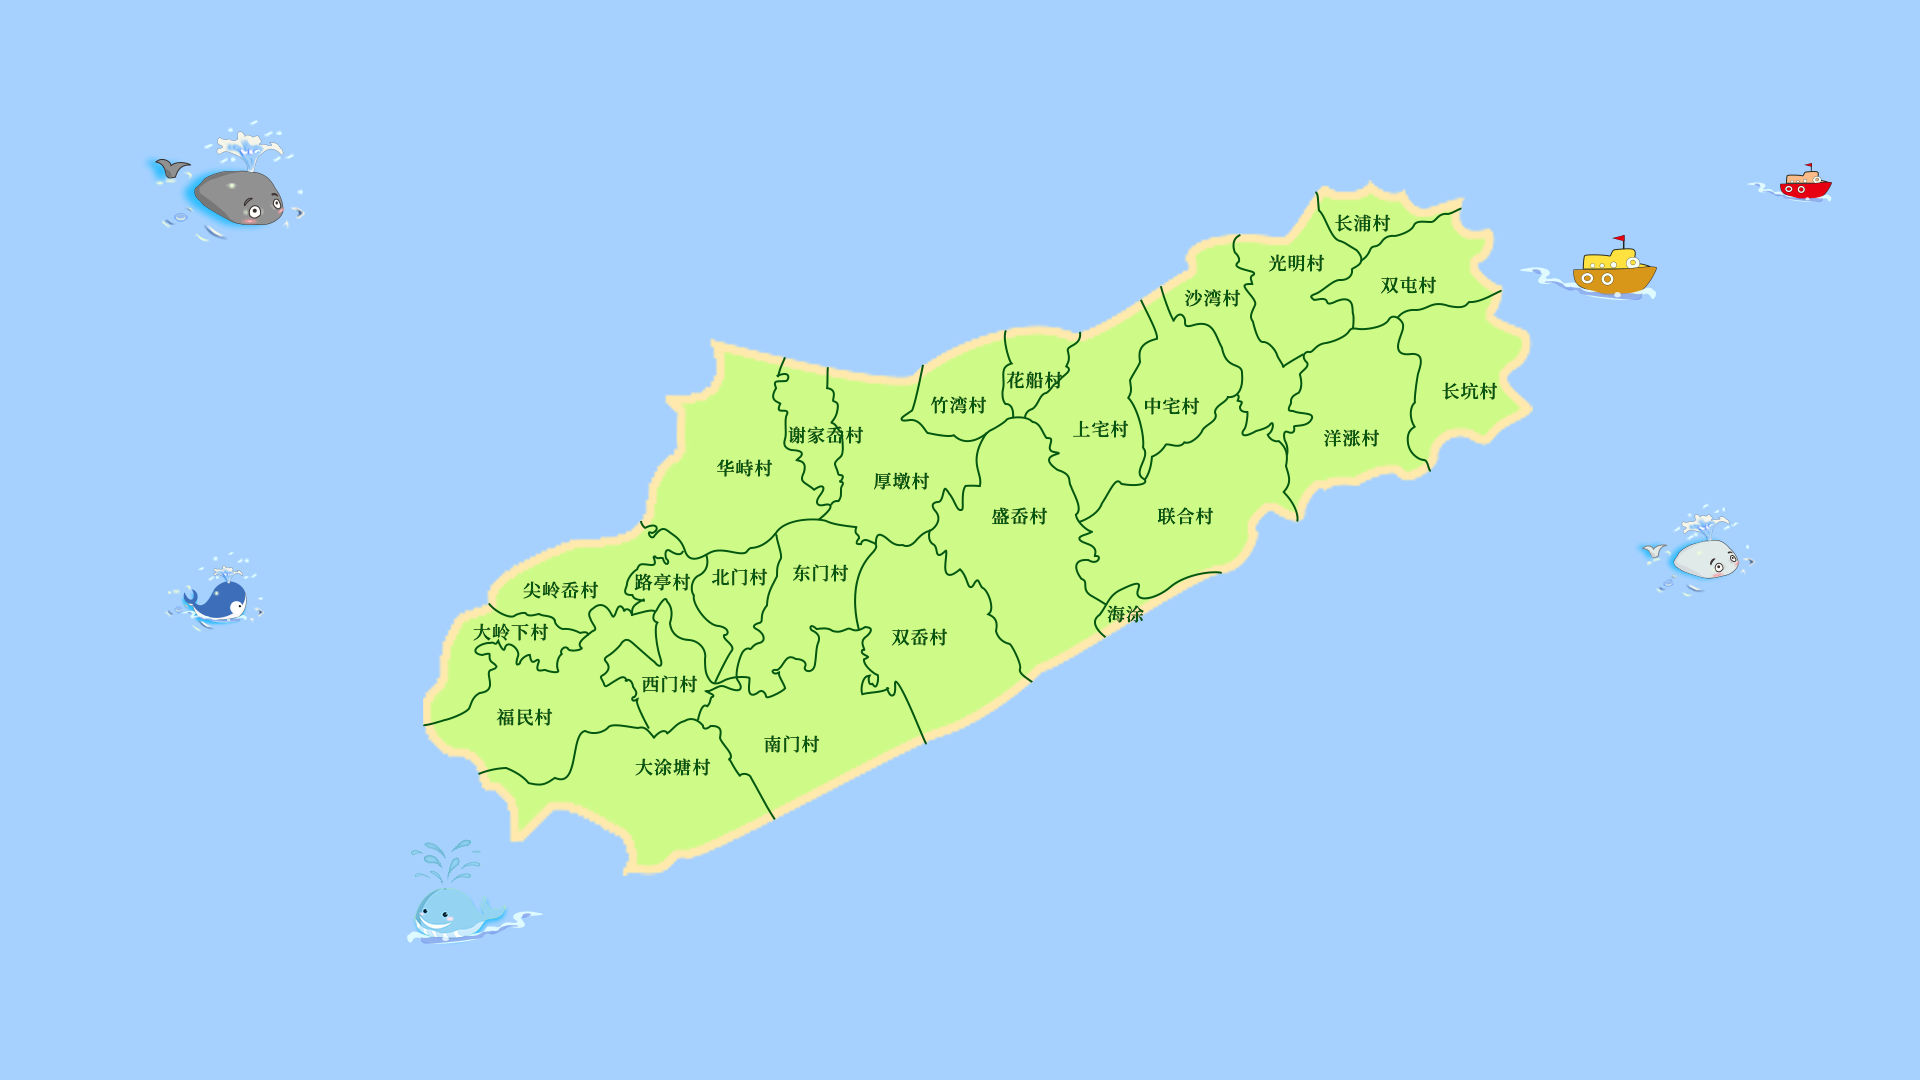 长浦村
光明村
双屯村
沙湾村
花船村
长坑村
竹湾村
中宅村
上宅村
谢家岙村
洋涨村
华峙村
厚墩村
盛岙村
联合村
东门村
北门村
路亭村
尖岭岙村
海涂
大岭下村
双岙村
西门村
福民村
南门村
大涂塘村